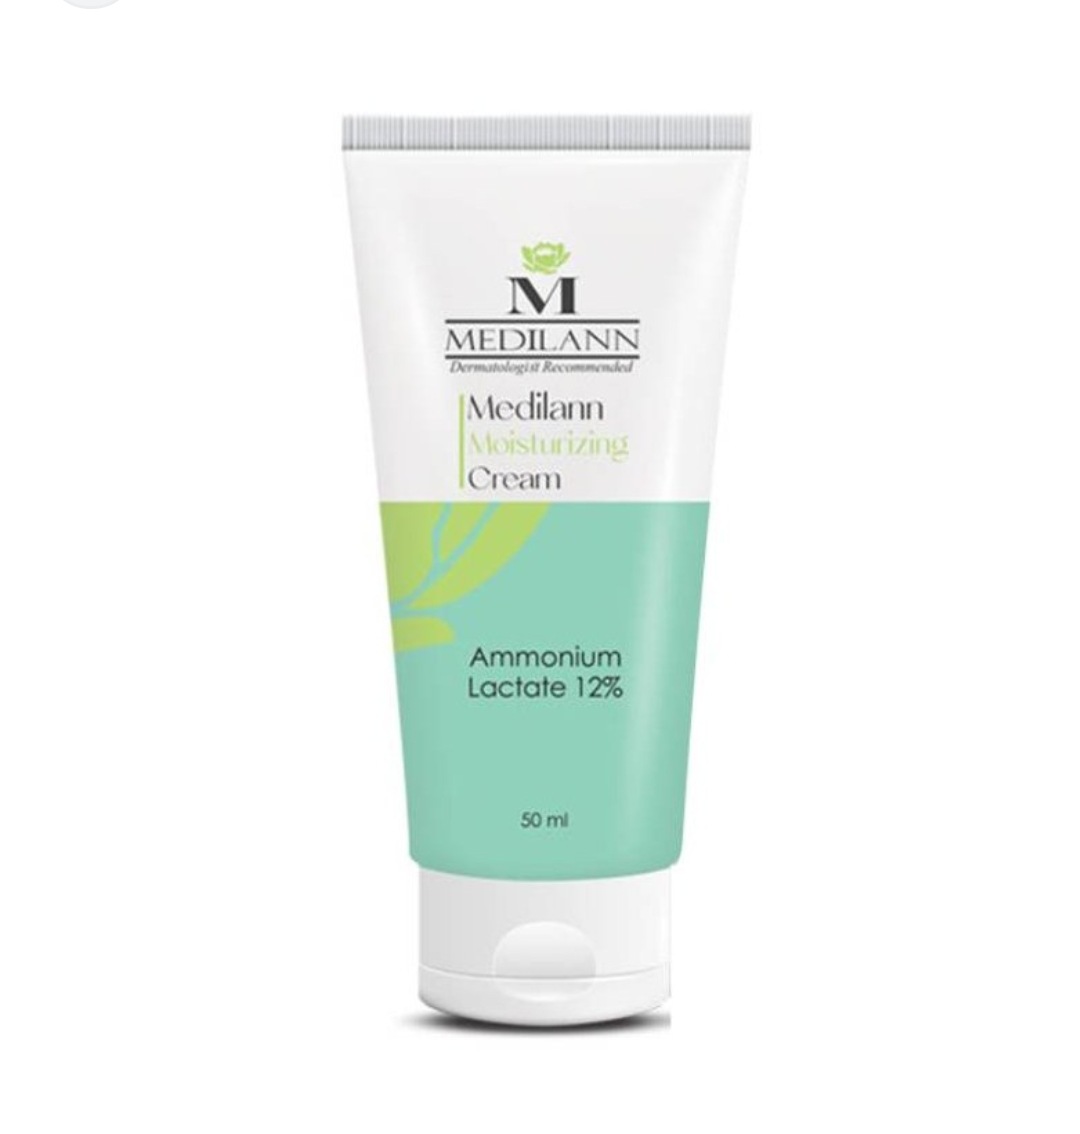 M
MEDILANN
Dermatologist Recommended
Medilann
Moisturizing
Cream
Ammonium
Lactate 12%
50 ml